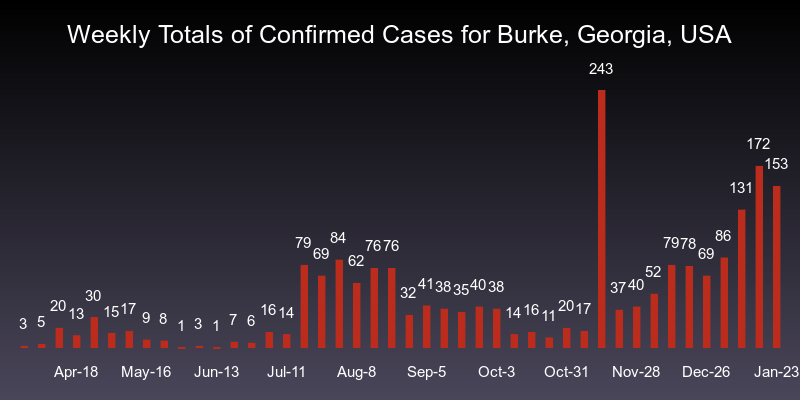 Weekly Totals of Confirmed Cases for Burke, Georgia, USA
3 5 20 13 30 15 17 9 8 1 3 1 7 6 16 14 79 69 84 62 76 76 32 41 38 35 40 38 14 16 11 20 17 243 37 40 52 79 78 69 86 131 172 153
Apr-18 May-16 Jun-13 Jul-11 Aug-8 Sep-5 Oct-3 Oct-31 Nov-28 Dec-26 Jan-23